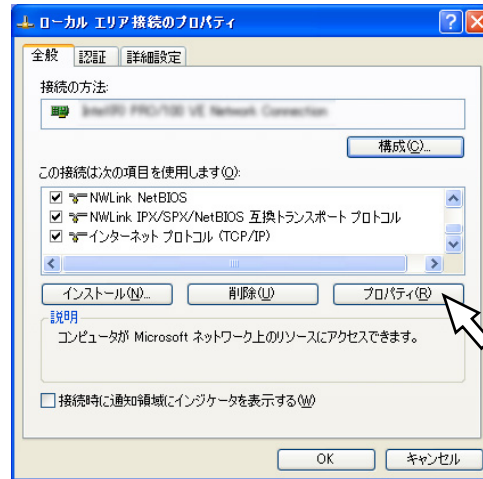 ローカル エリア接続のプロパティ
全般 認証 詳細設定
接続の方法:
Intel(R) PRO/100 VE Network Connection
構成(C)...
この接続は次の項目を使用します(O):
NWLink NetBIOS
NWLink IPX/SPX/NetBIOS 互換トランスポート プロトコル
インターネット プロトコル (TCP/IP)
インストール(N)... 削除(U) プロパティ(R)
説明
コンピュータが Microsoft ネットワーク上のリソースにアクセスできます。
接続時に通知領域にインジケータを表示する(W)
OK キャンセル